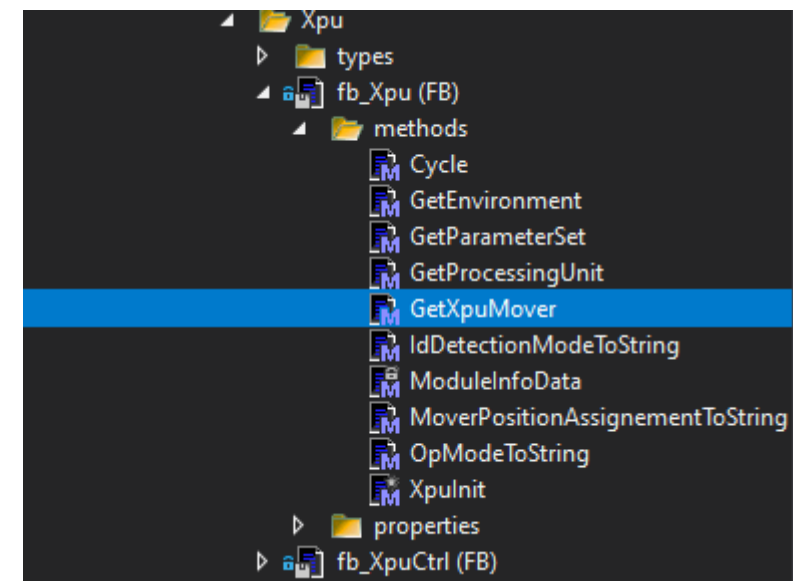 Xpu
types
fb_Xpu (FB)
methods
Cycle
GetEnvironment
GetParameterSet
GetProcessingUnit
GetXpuMover
IdDetectionModeToString
ModuleInfoData
MoverPositionAssignementToString
OpModeToString
XpuInit
properties
fb_XpuCtrl (FB)